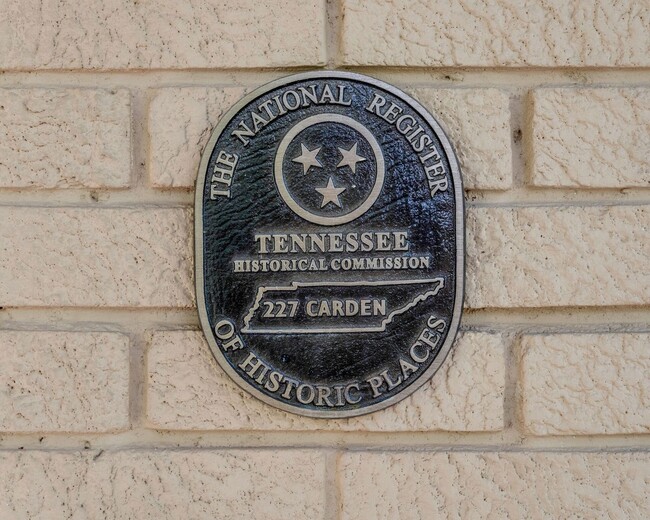 THE NATIONAL REGISTER
TENNESSEE
HISTORICAL COMMISSION
227 CARDEN
OF HISTORIC PLACES